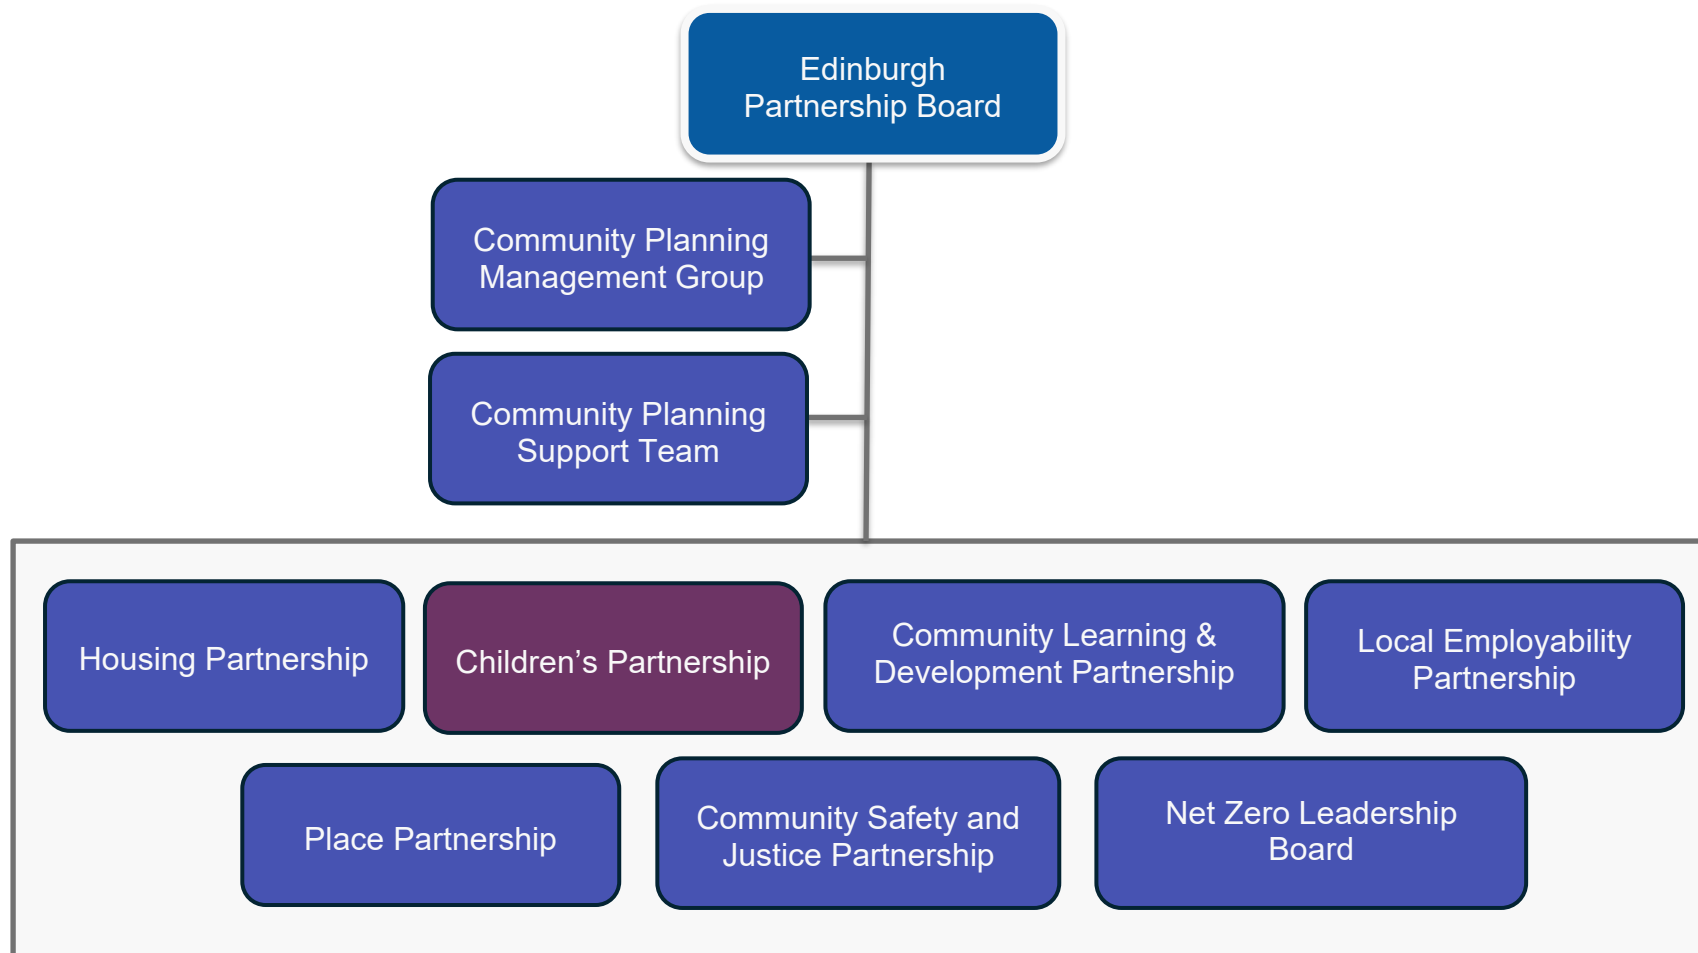 Edinburgh
Partnership Board
Community Planning
Management Group
Community Planning
Support Team
Housing Partnership
Children’s Partnership
Community Learning &
Development Partnership
Local Employability
Partnership
Place Partnership
Community Safety and
Justice Partnership
Net Zero Leadership
Board